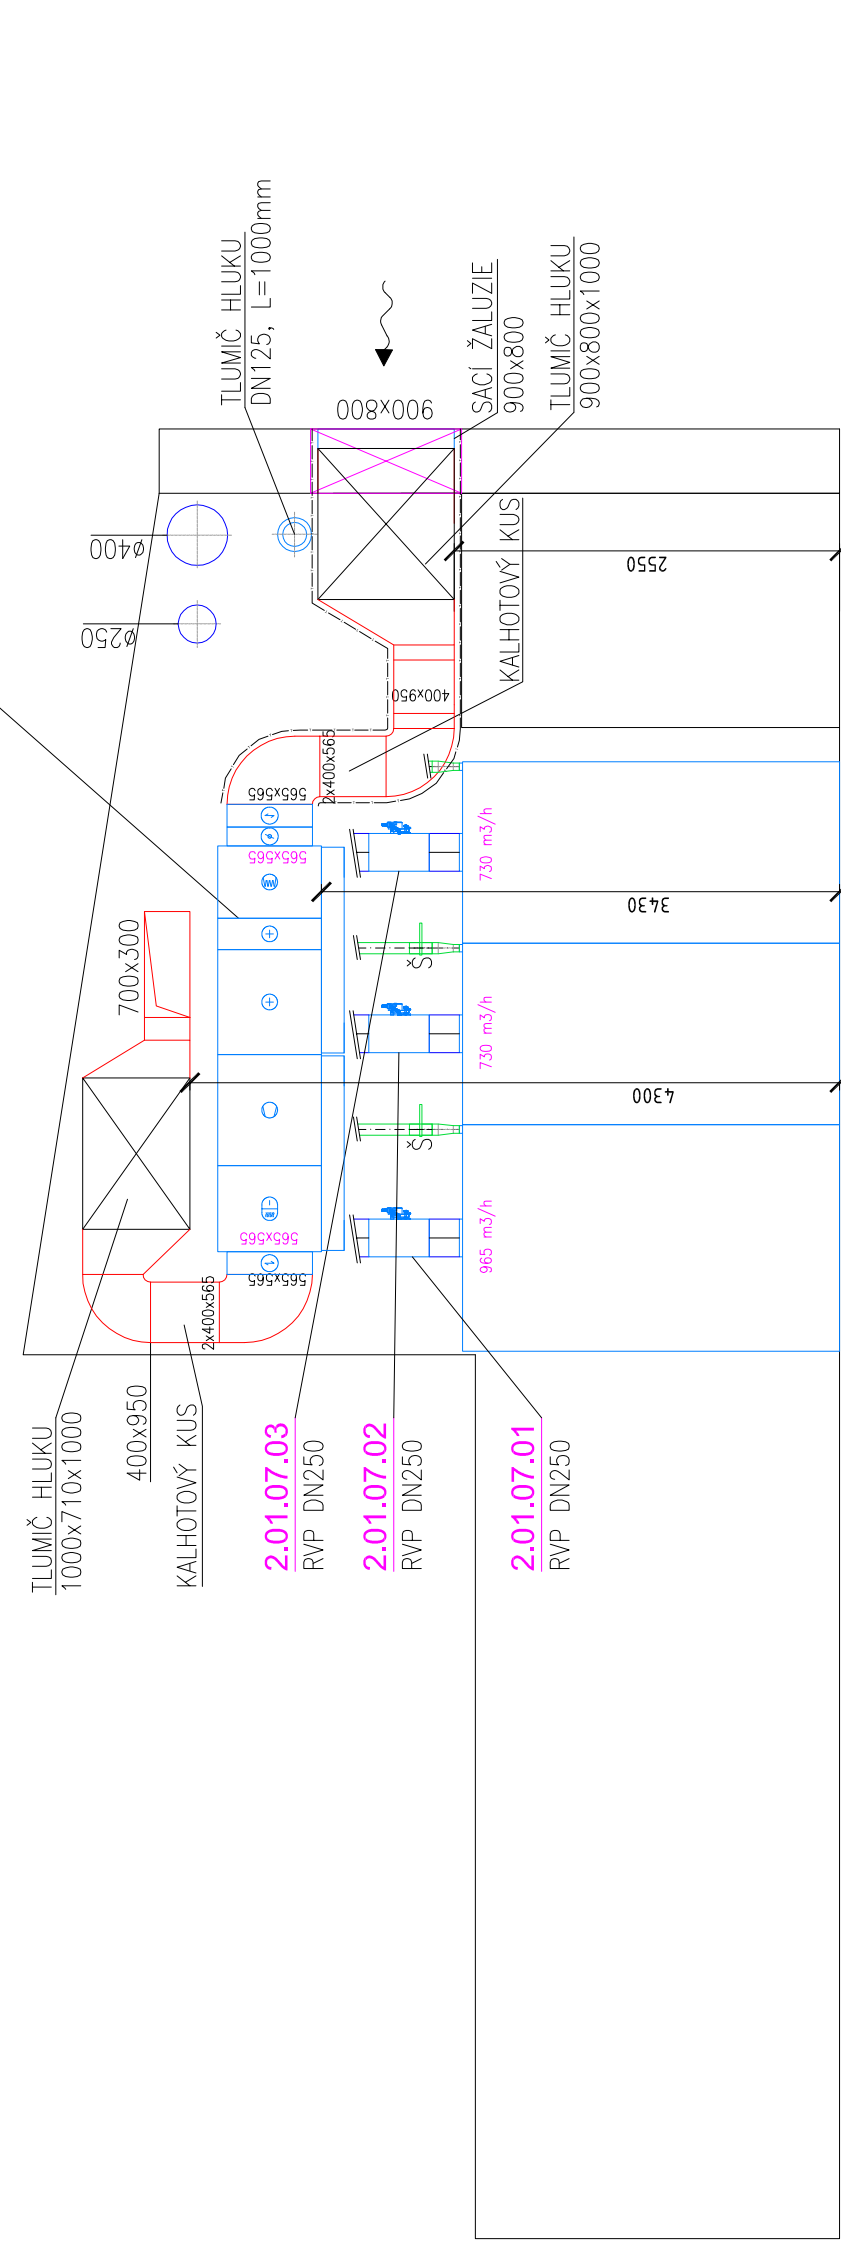 TLUMIČ HLUKU
DN125, L=1000mm
900x800
SACÍ ŽALUZIE
900x800
TLUMIČ HLUKU
900x800x1000
ø400
ø250
KALHOTOVÝ KUS
2550
400x950
2x400x565
565x565
565x565
730 m3/h
3430
700x300
Š
730 m3/h
4300
Š
565x565
965 m3/h
565x565
2x400x565
TLUMIČ HLUKU
1000x710x1000
400x950
KALHOTOVÝ KUS
2.01.07.03
RVP DN250
2.01.07.02
RVP DN250
2.01.07.01
RVP DN250